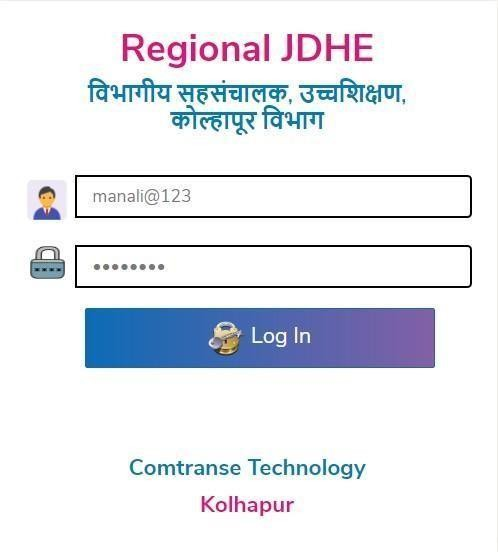 Regional JDHE
विभागीय सहसंचालक, उच्चशिक्षण,
कोल्हापूर विभाग
manali@123
••••••••
Log In
Comtranse Technology
Kolhapur